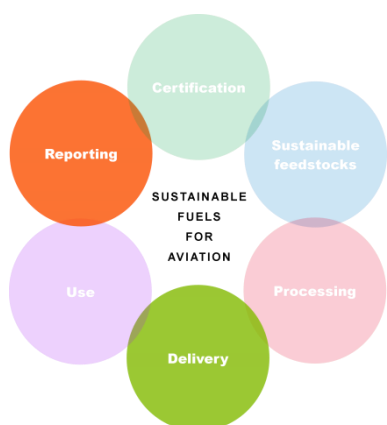 Certification
Reporting
Sustainable
feedstocks
SUSTAINABLE
FUELS
FOR
AVIATION
Use
Processing
Delivery